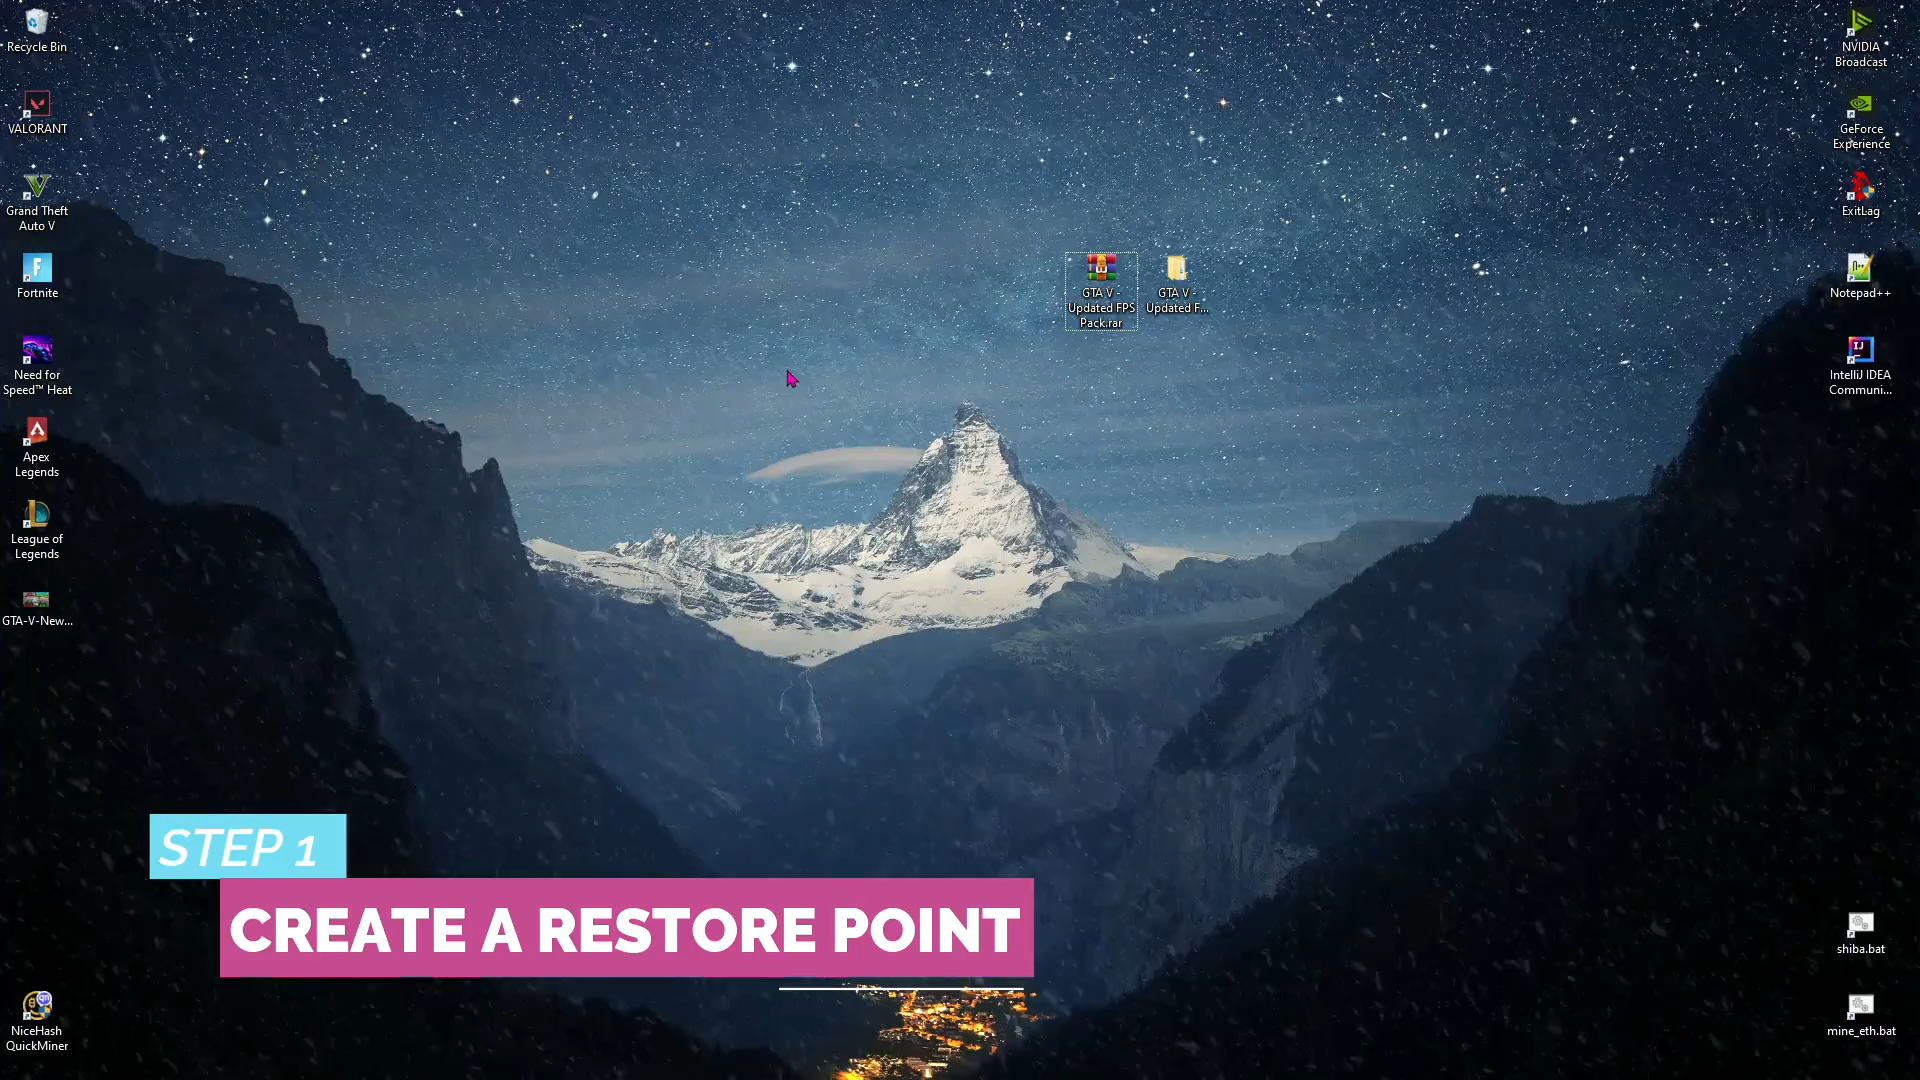 Recycle Bin
VALORANT
Grand Theft
Auto V
Fortnite
Need for
Speed™ Heat
Apex
Legends
League of
Legends
GTA-V-New...
NiceHash
QuickMiner
GTA V -
Updated FPS
Pack.rar
GTA V -
Updated F...
NVIDIA
Broadcast
GeForce
Experience
ExitLag
Notepad++
IntelliJ IDEA
Communi...
shiba.bat
mine_eth.bat
STEP 1
CREATE A RESTORE POINT